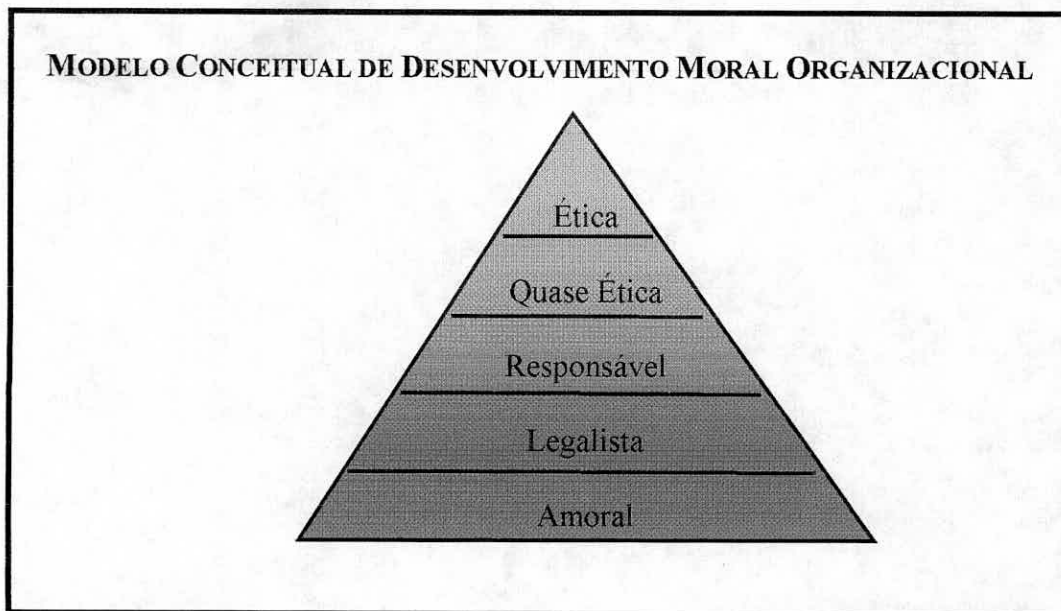 MODELO CONCEITUAL DE DESENVOLVIMENTO MORAL ORGANIZACIONAL
Ética
Quase Ética
Responsável
Legalista
Amoral